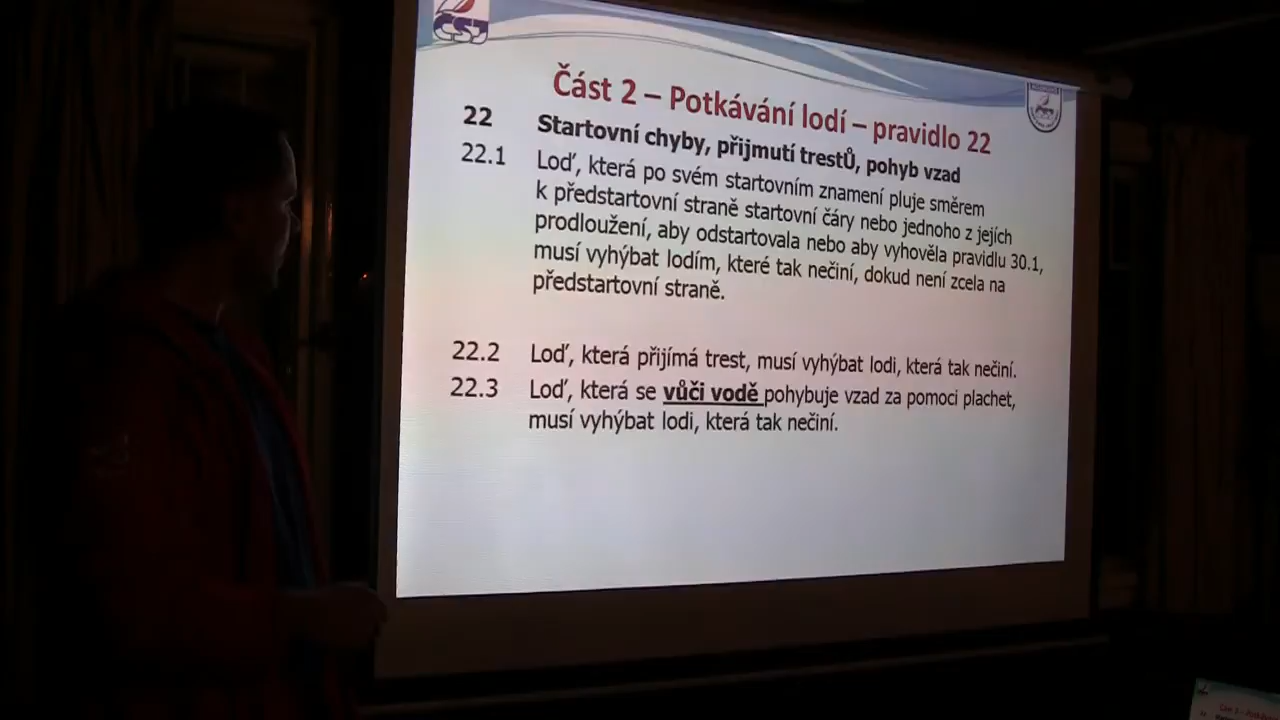 ČSJ
Část 2 – Potkávání lodí – pravidlo 22
22 Startovní chyby, přijmutí trestŮ, pohyb vzad
22.1 Loď, která po svém startovním znamení pluje směrem
k předstartovní straně startovní čáry nebo jednoho z jejích
prodloužení, aby odstartovala nebo aby vyhověla pravidlu 30.1,
musí vyhýbat lodím, které tak nečiní, dokud není zcela na
předstartovní straně.
22.2 Loď, která přijímá trest, musí vyhýbat lodi, která tak nečiní.
22.3 Loď, která se vůči vodě pohybuje vzad za pomoci plachet,
musí vyhýbat lodi, která tak nečiní.